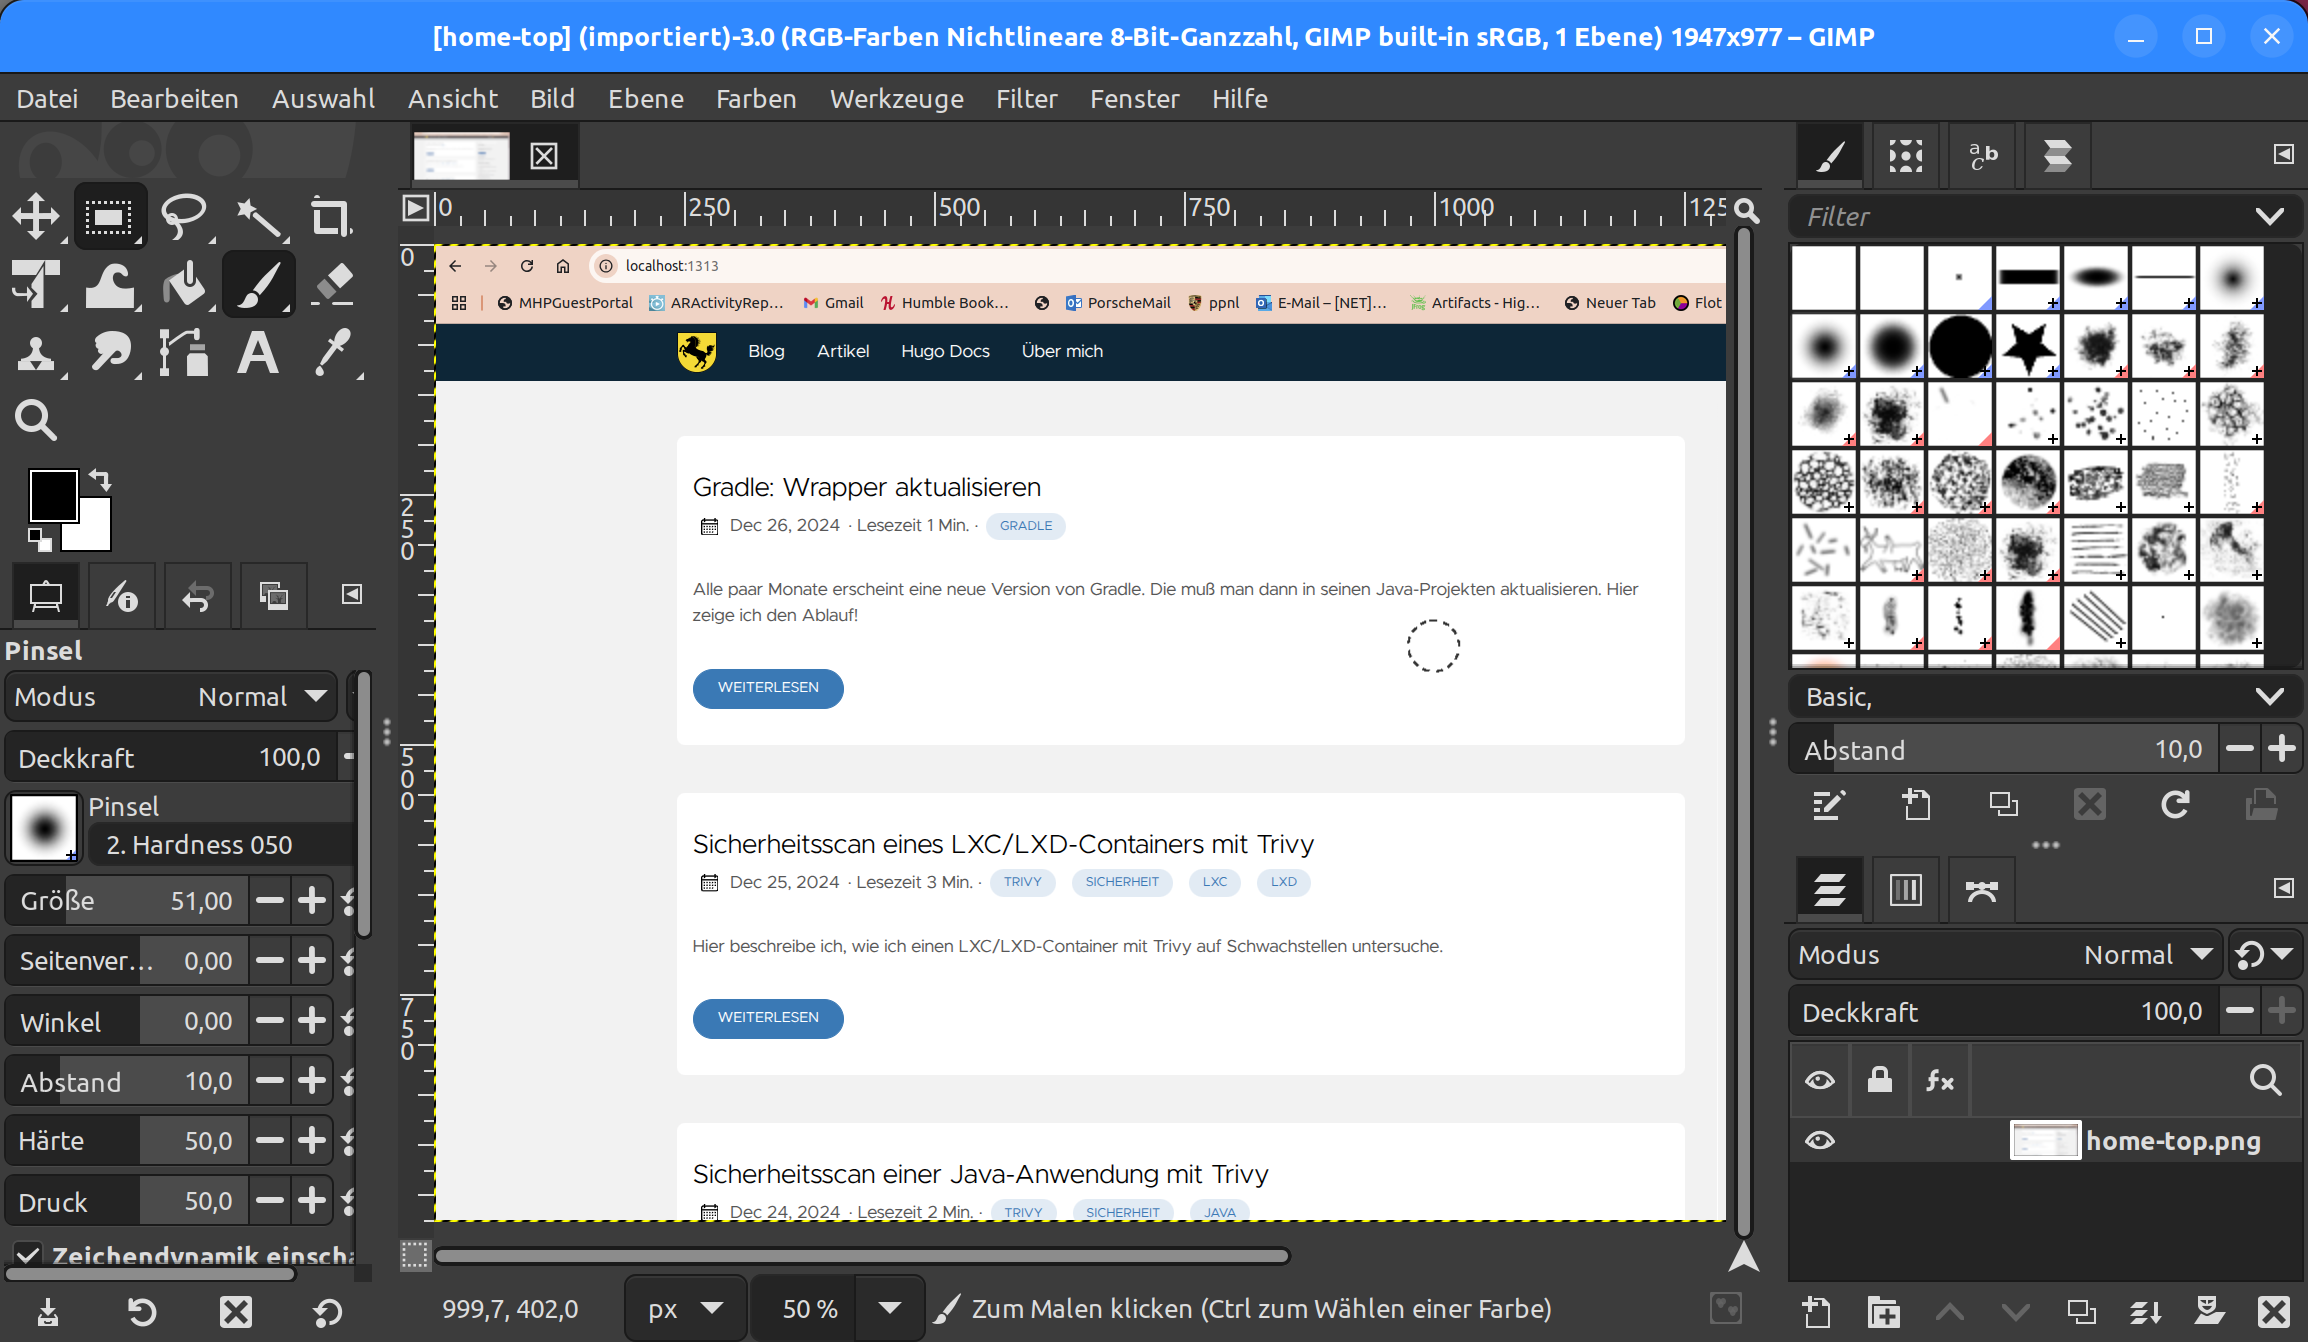 [home-top] (importiert)-3.0 (RGB-Farben Nichtlineare 8-Bit-Ganzzahl, GIMP built-in sRGB, 1 Ebene) 1947x977 – GIMP
Datei Bearbeiten Auswahl Ansicht Bild Ebene Farben Werkzeuge Filter Fenster Hilfe
0 250 500 750 1000 125
Filter
0
250
500
750
localhost:1313
MHPGuestPortal ARActivityRep... Gmail Humble Book... PorscheMail ppnl E-Mail – [NET]... Artifacts - Hig... Neuer Tab Flot
Blog Artikel Hugo Docs Über mich
Gradle: Wrapper aktualisieren
Dec 26, 2024 · Lesezeit 1 Min. · GRADLE
Alle paar Monate erscheint eine neue Version von Gradle. Die muß man dann in seinen Java-Projekten aktualisieren. Hier
zeige ich den Ablauf!
WEITERLESEN
Sicherheitsscan eines LXC/LXD-Containers mit Trivy
Dec 25, 2024 · Lesezeit 3 Min. · TRIVY SICHERHEIT LXC LXD
Hier beschreibe ich, wie ich einen LXC/LXD-Container mit Trivy auf Schwachstellen untersuche.
WEITERLESEN
Sicherheitsscan einer Java-Anwendung mit Trivy
Dec 24, 2024 · Lesezeit 2 Min. · TRIVY SICHERHEIT JAVA
Pinsel
Modus Normal
Deckkraft 100,0
Pinsel
2. Hardness 050
Größe 51,00
Seitenver... 0,00
Winkel 0,00
Abstand 10,0
Härte 50,0
Druck 50,0
Zeichendynamik einscha
Basic,
Abstand 10,0
Modus Normal
Deckkraft 100,0
fx
home-top.png
999,7, 402,0 px 50 % Zum Malen klicken (Ctrl zum Wählen einer Farbe)